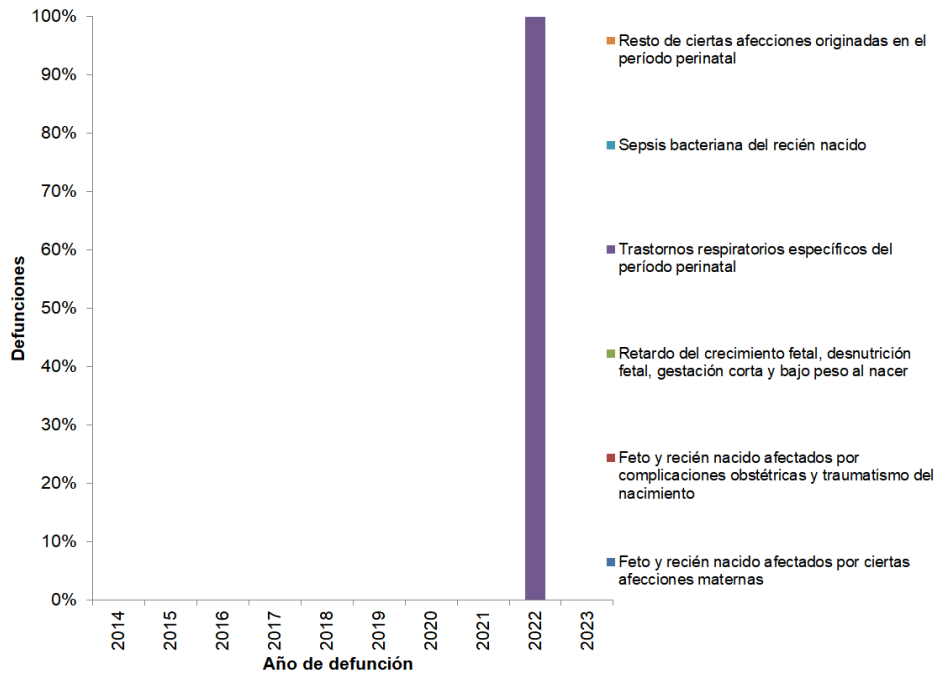 100%
90%
80%
70%
60%
50%
40%
30%
20%
10%
0%
Defunciones
2014
2015
2016
2017
2018
2019
2020
2021
2022
2023
Año de defunción
Resto de ciertas afecciones originadas en el
período perinatal
Sepsis bacteriana del recién nacido
Trastornos respiratorios específicos del
período perinatal
Retardo del crecimiento fetal, desnutrición
fetal, gestación corta y bajo peso al nacer
Feto y recién nacido afectados por
complicaciones obstétricas y traumatismo del
nacimiento
Feto y recién nacido afectados por ciertas
afecciones maternas